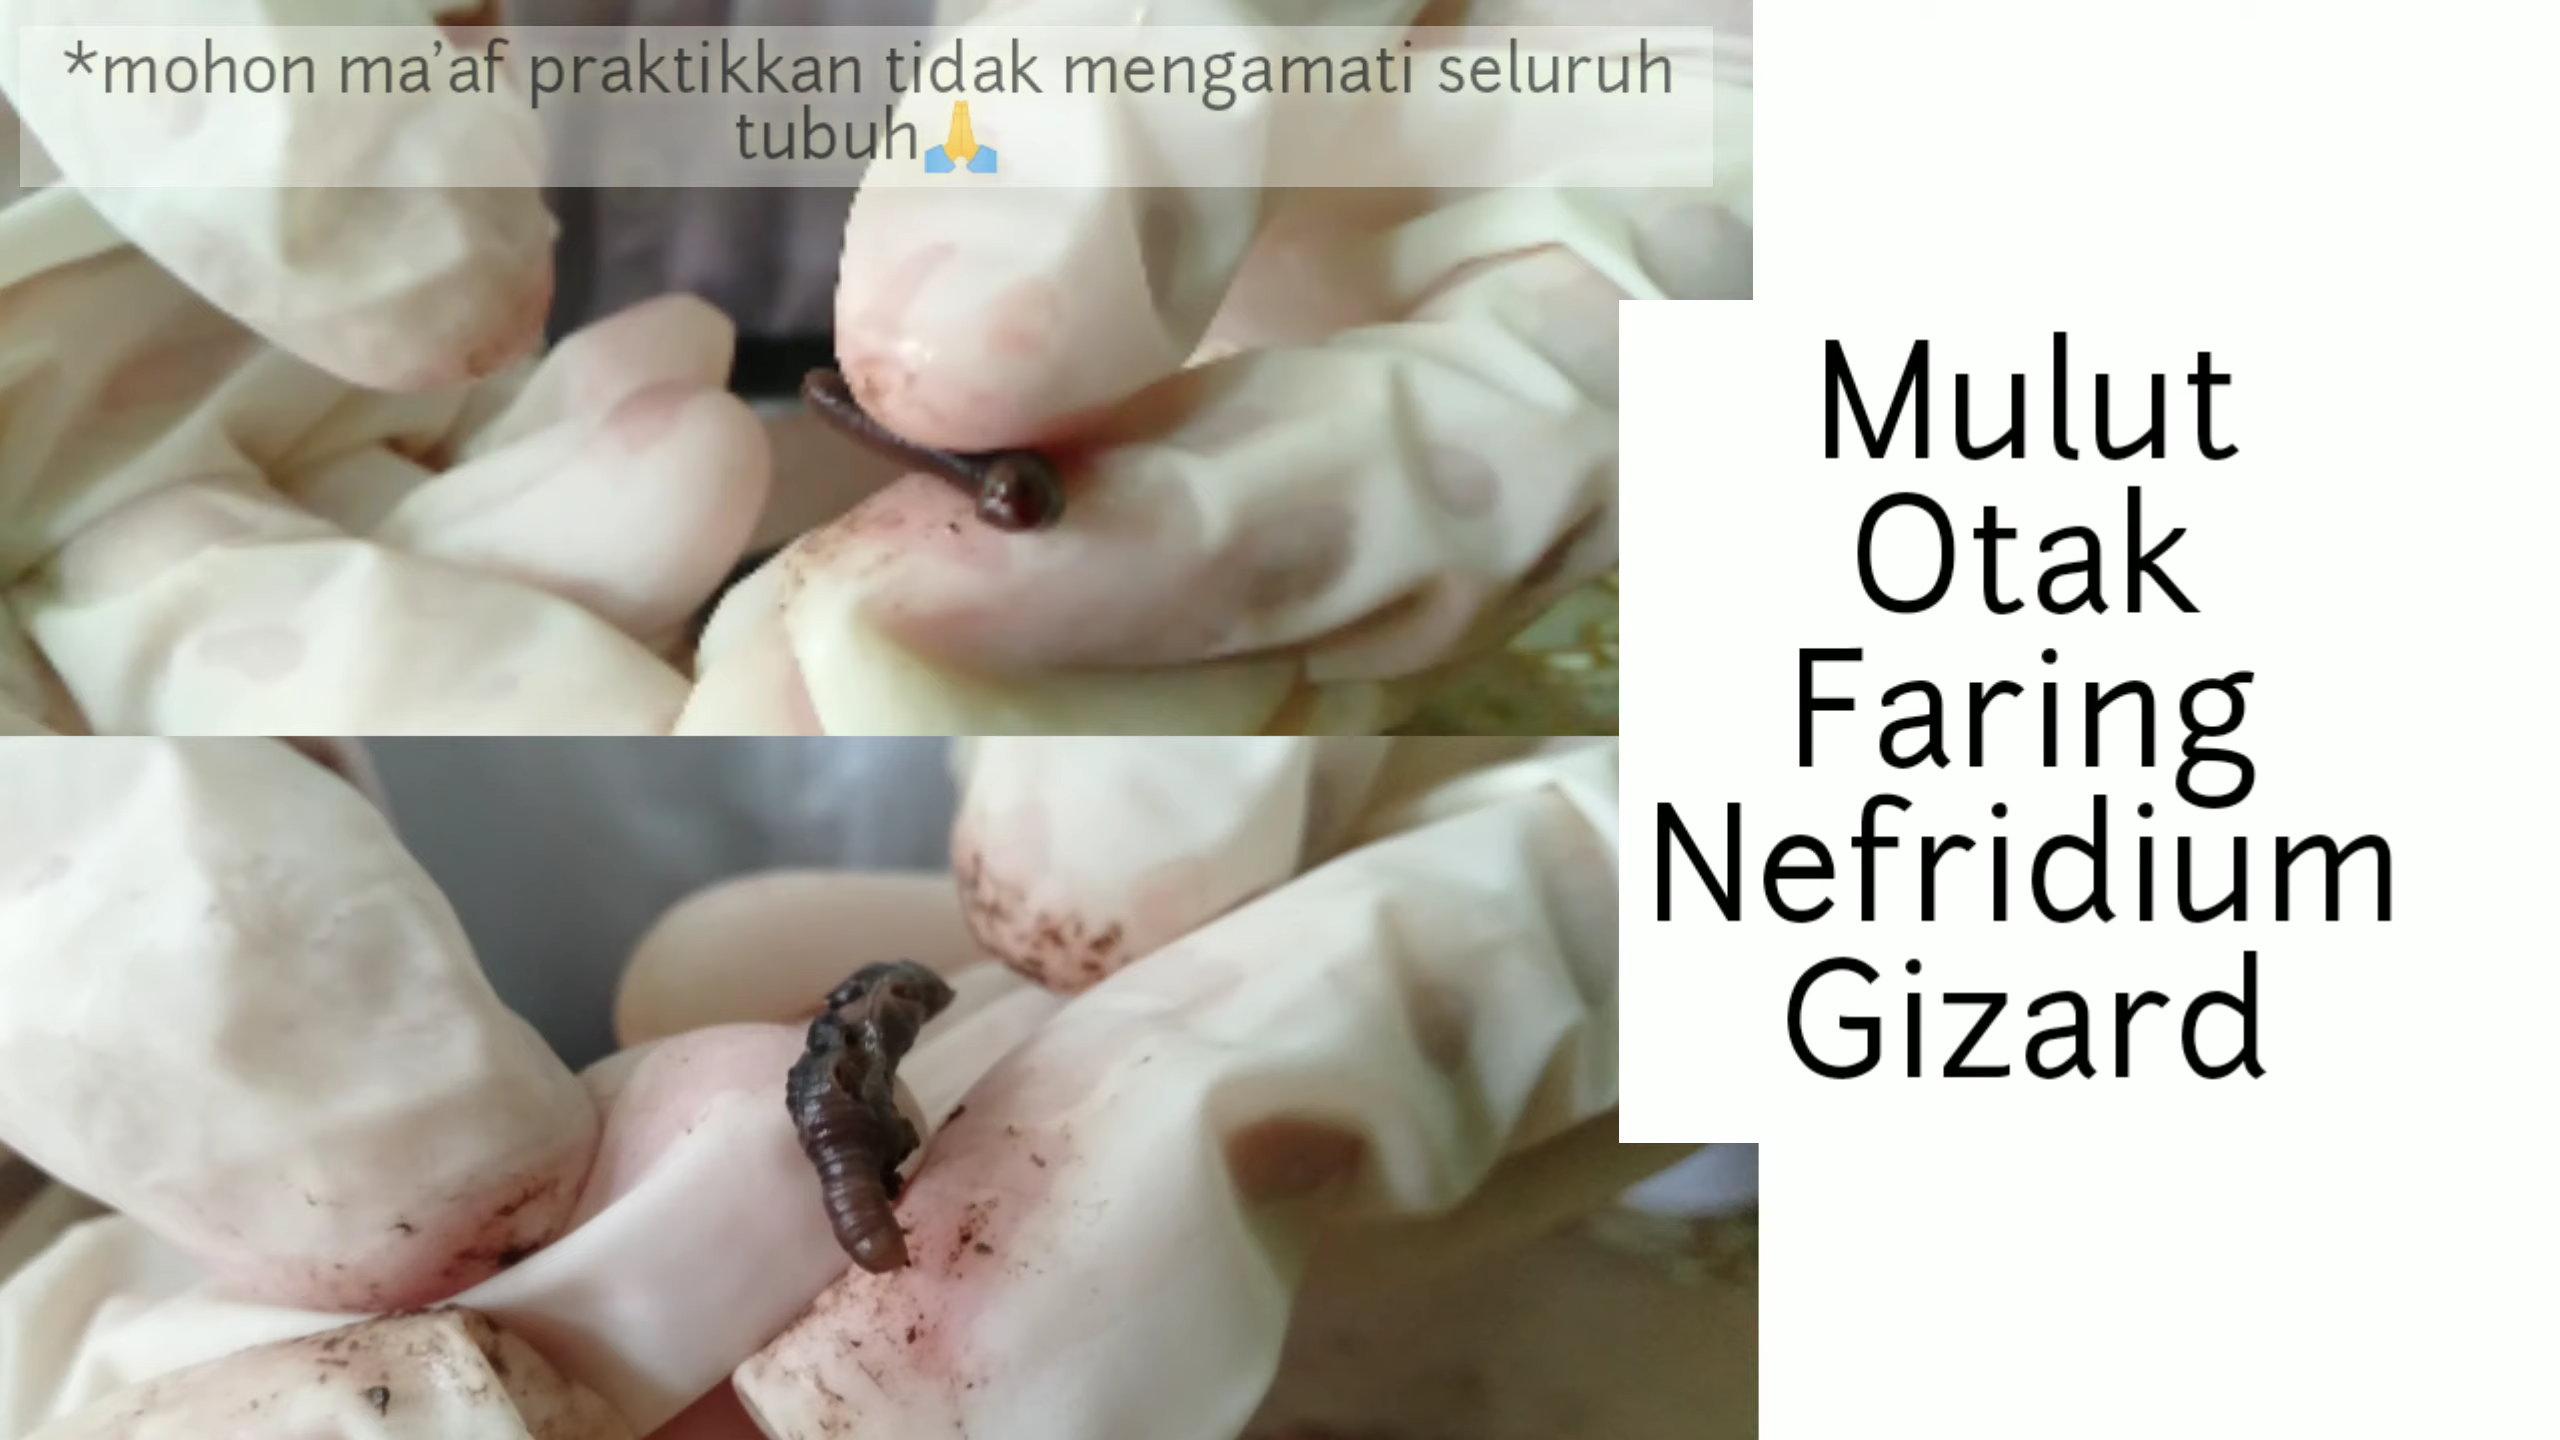 *mohon ma’af praktikkan tidak mengamati seluruh
tubuh🙏
Mulut
Otak
Faring
Nefridium
Gizard